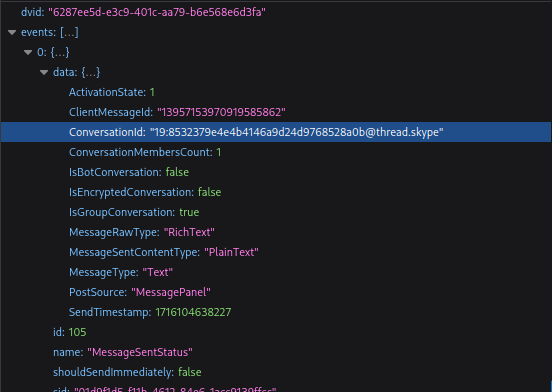 dvid: "6287ee5d-e3c9-401c-aa79-b6e568e6d3fa"
events: […]
0: {…}
data: {…}
ActivationState: 1
ClientMessageId: "13957153970919585862"
ConversationId: "19:8532379e4e4b4146a9d24d9768528a0b@thread.skype"
ConversationMembersCount: 1
IsBotConversation: false
IsEncryptedConversation: false
IsGroupConversation: true
MessageRawType: "RichText"
MessageSentContentType: "PlainText"
MessageType: "Text"
PostSource: "MessagePanel"
SendTimestamp: 1716104638227
id: 105
name: "MessageSentStatus"
shouldSendImmediately: false